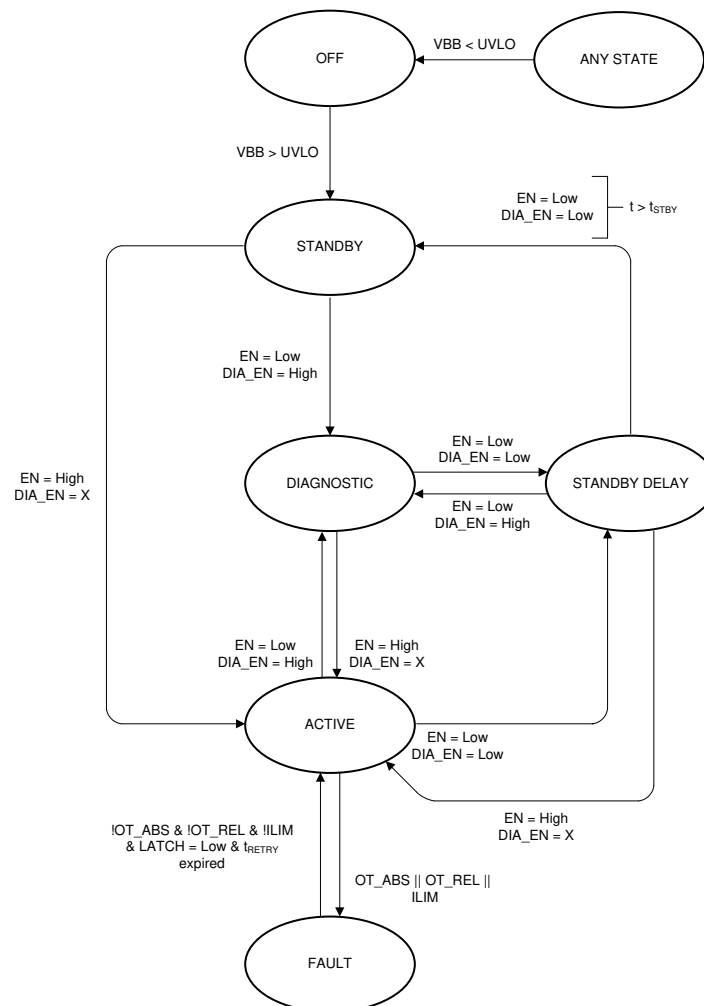 OFF
VBB < UVLO
ANY STATE
VBB > UVLO
EN = Low
DIA_EN = Low
t > tSTBY
STANDBY
EN = Low
DIA_EN = High
EN = High
DIA_EN = X
DIAGNOSTIC
EN = Low
DIA_EN = Low
EN = Low
DIA_EN = High
STANDBY DELAY
EN = Low
DIA_EN = High
EN = High
DIA_EN = X
ACTIVE
EN = Low
DIA_EN = Low
EN = High
DIA_EN = X
!OT_ABS & !OT_REL & !ILIM
& LATCH = Low & tRETRY
expired
OT_ABS || OT_REL ||
ILIM
FAULT